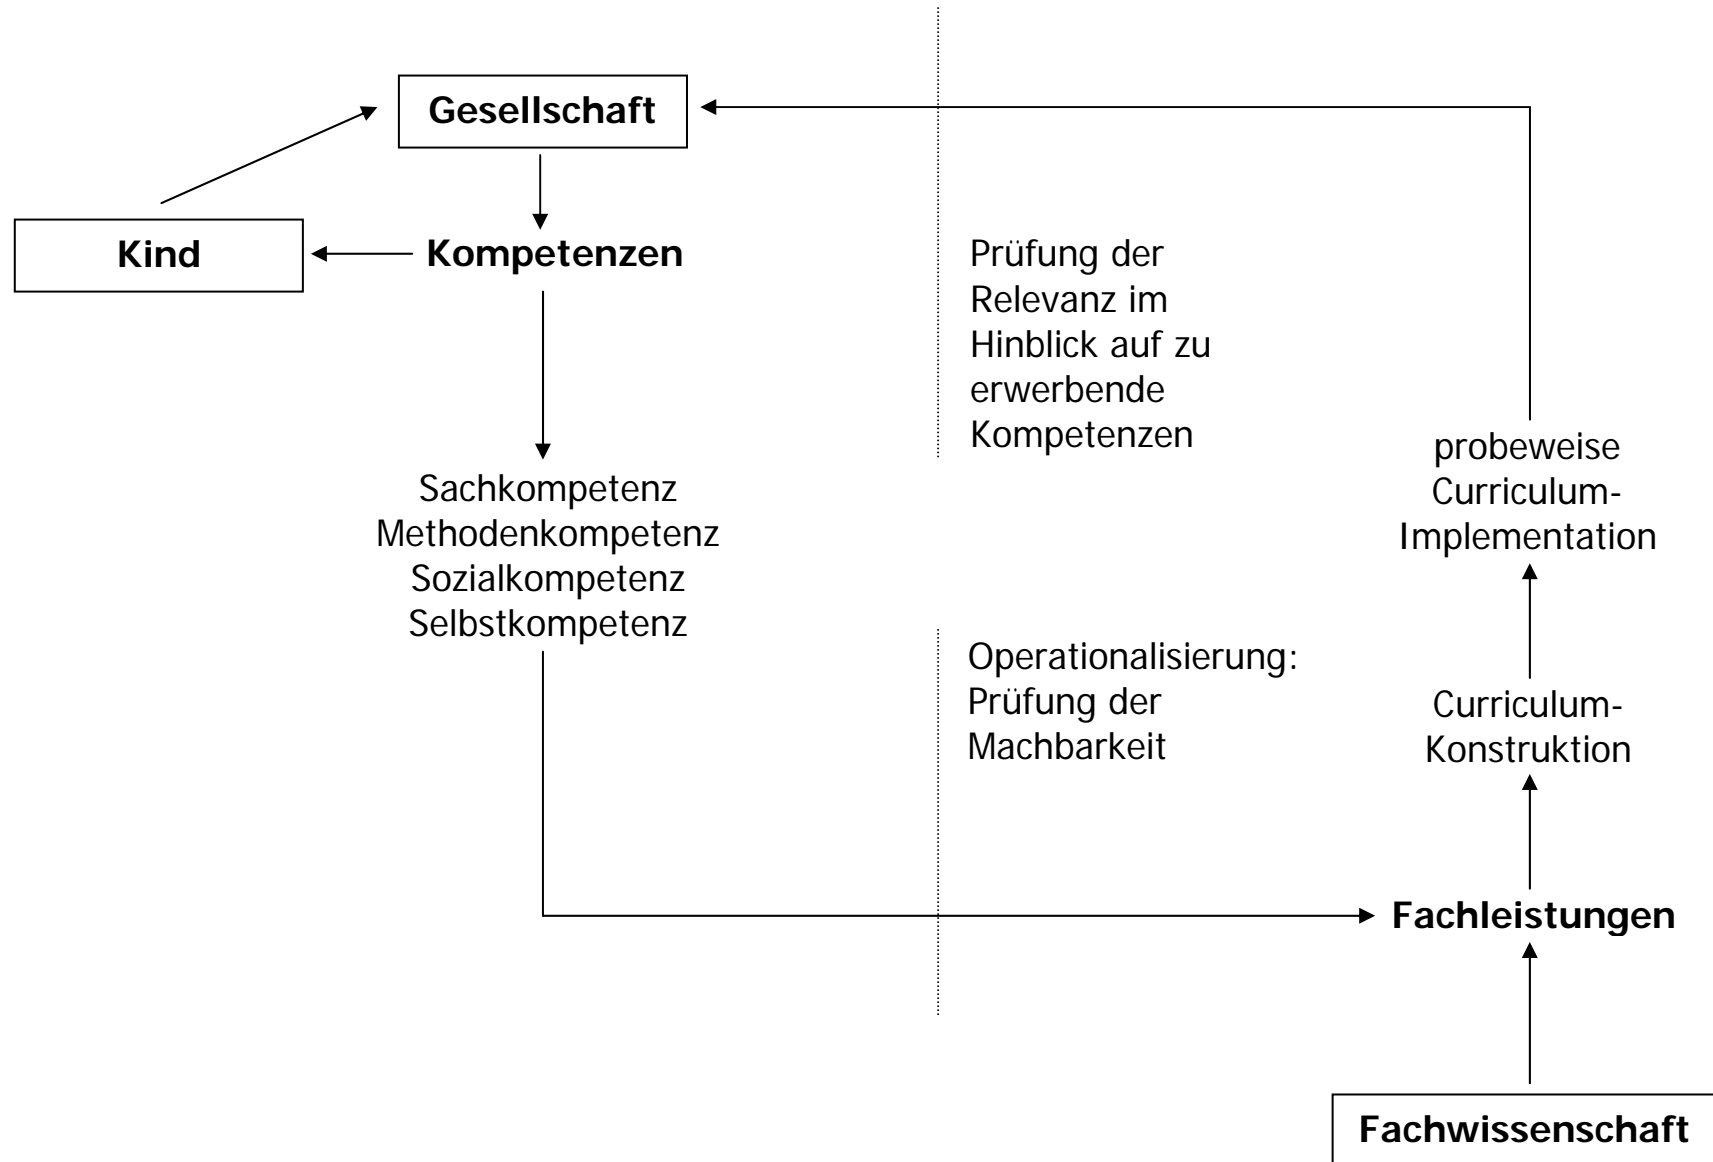 Gesellschaft
Kind
Kompetenzen
Prüfung der
Relevanz im
Hinblick auf zu
erwerbende
Kompetenzen
probeweise
Curriculum-
Implementation
Sachkompetenz
Methodenkompetenz
Sozialkompetenz
Selbstkompetenz
Operationalisierung:
Prüfung der
Machbarkeit
Curriculum-
Konstruktion
Fachleistungen
Fachwissenschaft